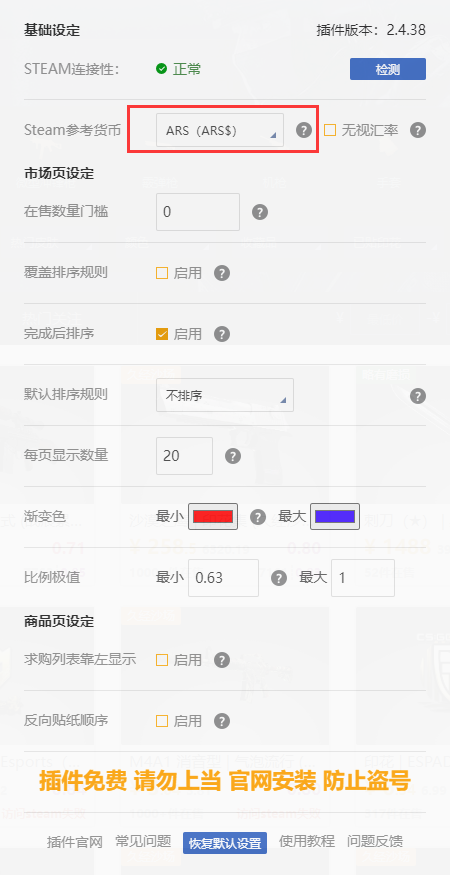 基础设定 插件版本：2.4.38
STEAM连接性： 正常 检测
Steam参考货币 ARS（ARS$） ? 无视汇率 ?
市场页设定
在售数量门槛 0 ?
覆盖排序规则 启用 ?
完成后排序 启用 ?
默认排序规则 不排序 ?
每页显示数量 20 ?
渐变色 最小 ? 最大
比例极值 最小 0.63 ? 最大 1
商品页设定
求购列表靠左显示 启用 ?
反向贴纸顺序 启用 ?
插件免费 请勿上当 官网安装 防止盗号
插件官网 常见问题 恢复默认设置 使用教程 问题反馈